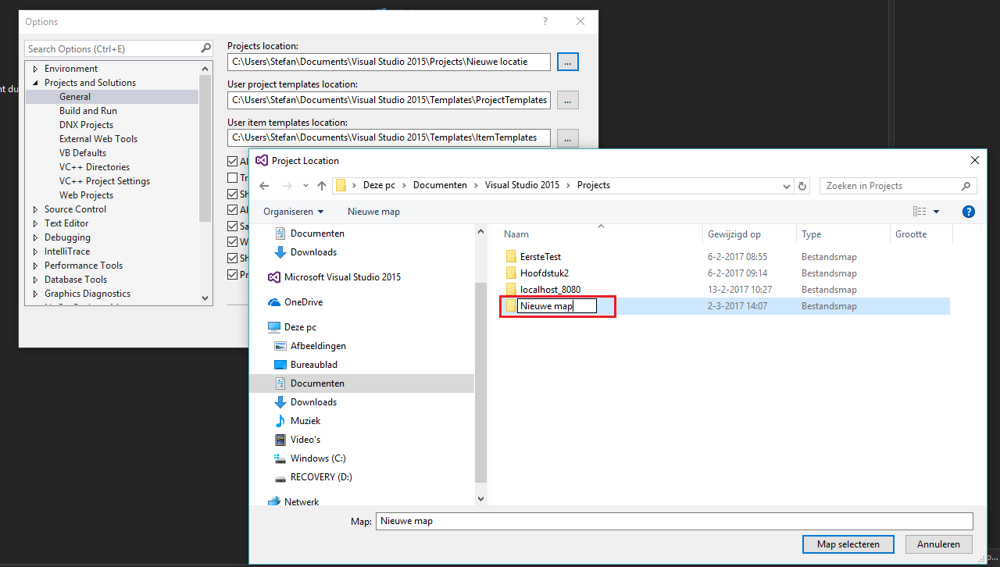 Options
?
Search Options (Ctrl+E)
Environment
Projects and Solutions
General
Build and Run
DNX Projects
External Web Tools
VB Defaults
VC++ Directories
VC++ Project Settings
Web Projects
Source Control
Text Editor
Debugging
IntelliTrace
Performance Tools
Database Tools
Graphics Diagnostics
Projects location:
C:\Users\Stefan\Documents\Visual Studio 2015\Projects\Nieuwe locatie
...
User project templates location:
C:\Users\Stefan\Documents\Visual Studio 2015\Templates\ProjectTemplates
...
User item templates location:
C:\Users\Stefan\Documents\Visual Studio 2015\Templates\ItemTemplates
...
Al
Tr
Sh
Al
Sa
W
Sh
Pr
nt du
Project Location
Deze pc > Documenten > Visual Studio 2015 > Projects
Zoeken in Projects
Organiseren
Nieuwe map
?
Documenten
Downloads
Microsoft Visual Studio 2015
OneDrive
Deze pc
Afbeeldingen
Bureaublad
Documenten
Downloads
Muziek
Video's
Windows (C:)
RECOVERY (D:)
Netwerk
Naam Gewijzigd op Type Grootte
EersteTest 6-2-2017 08:55 Bestandsmap
Hoofdstuk2 6-2-2017 09:14 Bestandsmap
localhost_8080 13-2-2017 10:27 Bestandsmap
Nieuwe map 2-3-2017 14:07 Bestandsmap
Map: Nieuwe map
Map selecteren
Annuleren